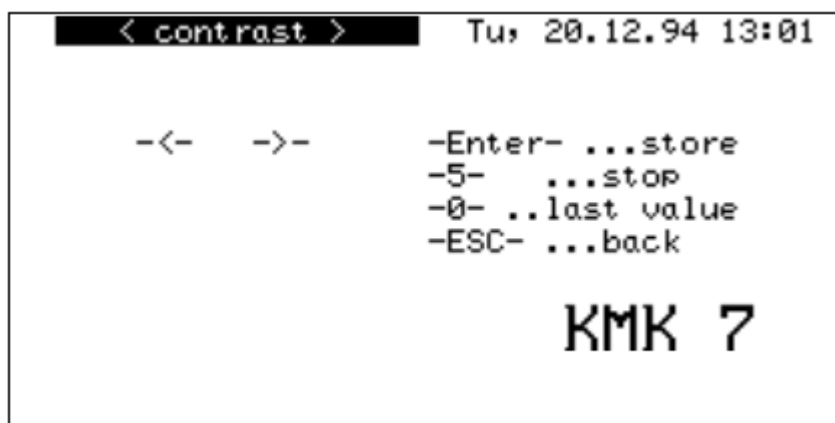 < contrast > Tu, 20.12.94 13:01
-<- ->- -Enter- ...store
-5- ...stop
-0- ..last value
-ESC- ...back
KMK 7